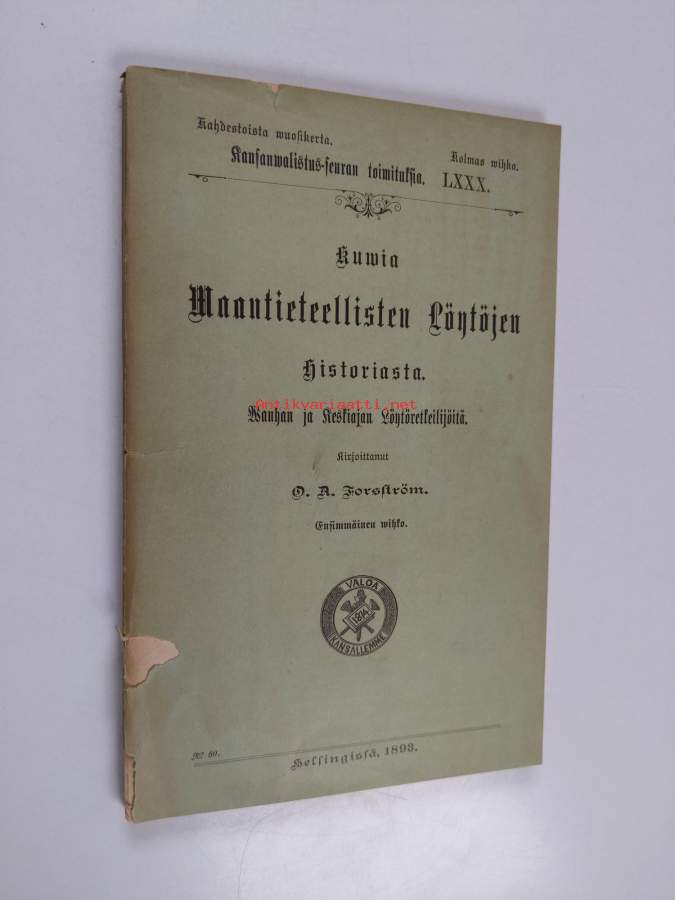 Kahdestoista wuosikerta.
Kolmas wihko.
Kansanwalistus-seuran toimituksia. LXXX.
Kuwia
Maantieteellisten Löytöjen
Historiasta.
Antikvariaatti.net
Wanhan ja Keskiajan Löytöretkeilijöitä.
Kirjoittanut
O. A. Forsström.
Ensimmäinen wihko.
VALOA
1874
KANSALLEMME
60.
Helsingissä, 1893.